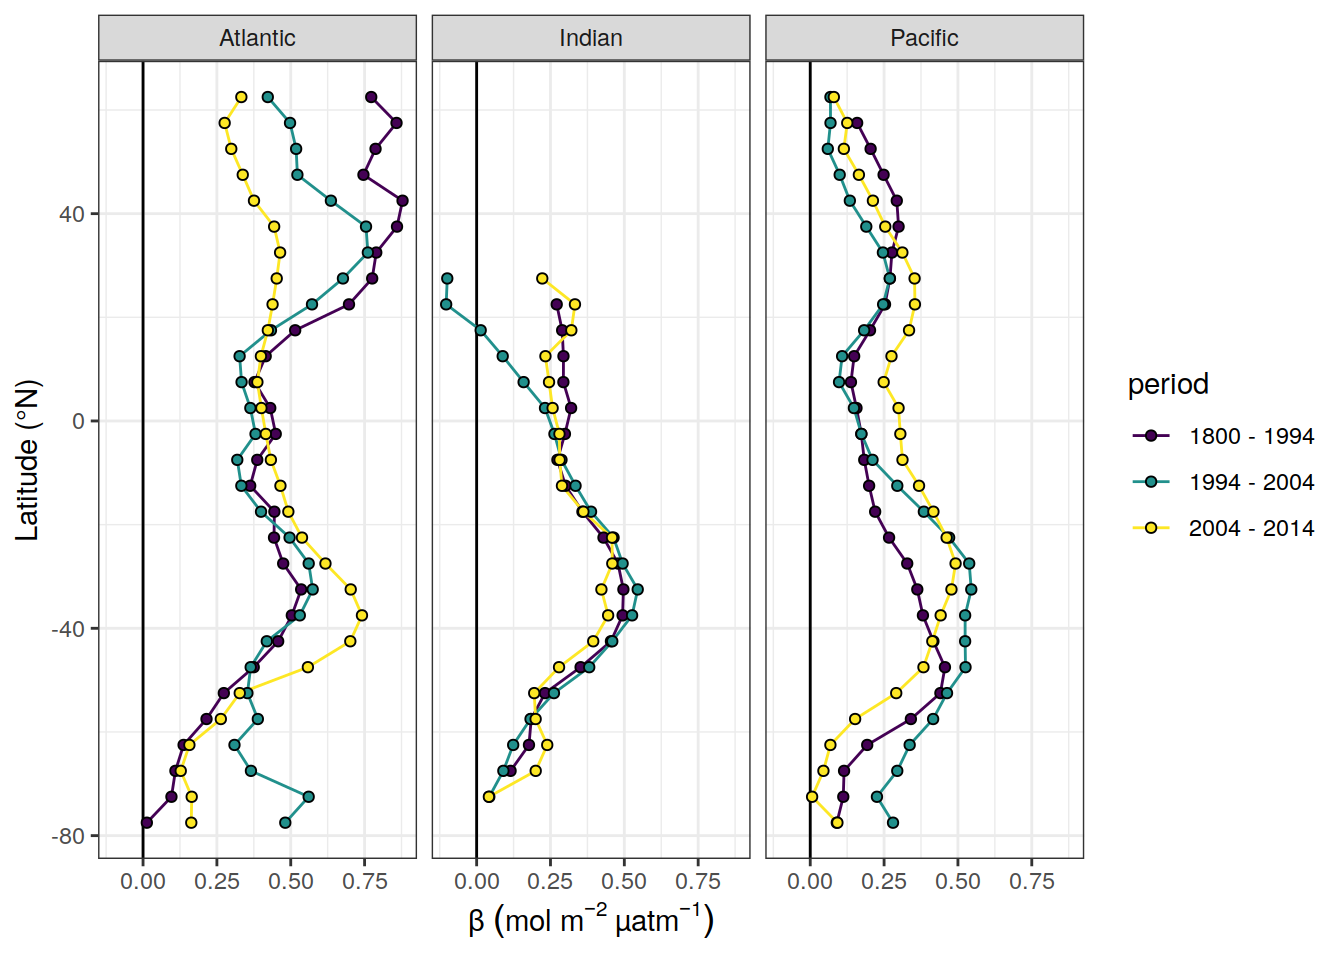 Atlantic Indian Pacific
Latitude (°N)
40
0
-40
-80
0.00 0.25 0.50 0.75 0.00 0.25 0.50 0.75 0.00 0.25 0.50 0.75
β (mol m⁻² µatm⁻¹)
period
1800 - 1994
1994 - 2004
2004 - 2014